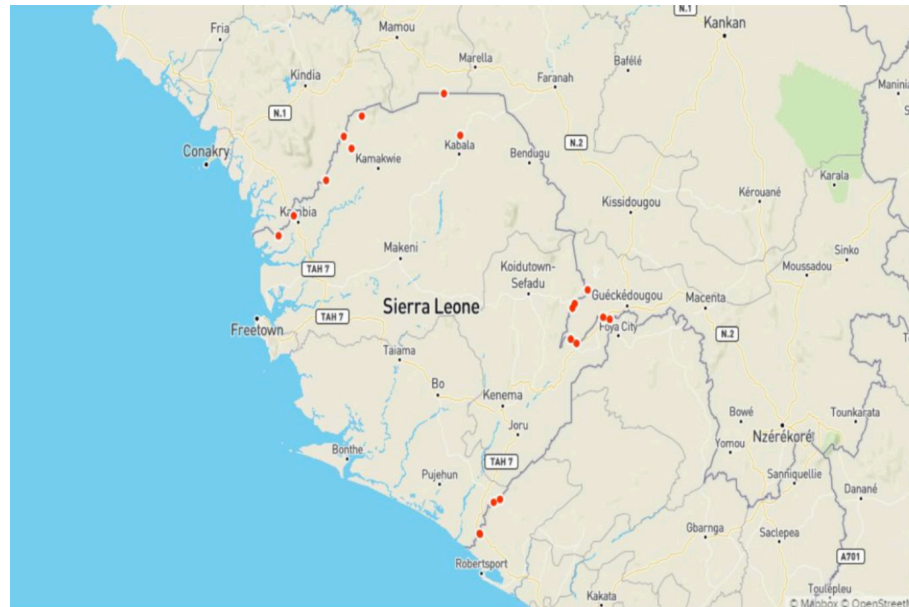 N.1
Kankan
Fria
Mamou
Marella
Bafélé
Faranah
Kindia
Maninia
N.1
N.2
Conakry
Kabala
Bendugu
Kamakwie
Karala
Kérouané
Kissidougou
Kambia
Sinko
Makeni
Koidutown-
Sefadu
Moussadou
TAH 7
Guéckédougou
Macenta
Sierra Leone
TAH 7
Freetown
Foya City
N.2
Taiama
Bo
Kenema
Bowé
Tounkarata
Joru
Nzérékoré
Yomou
Bonthe
TAH 7
Pujehun
Sanniquellie
Danané
Gbarnga
Saclepea
A701
Robertsport
Kakata
Toulépleu
© Mapbox © OpenStreetM